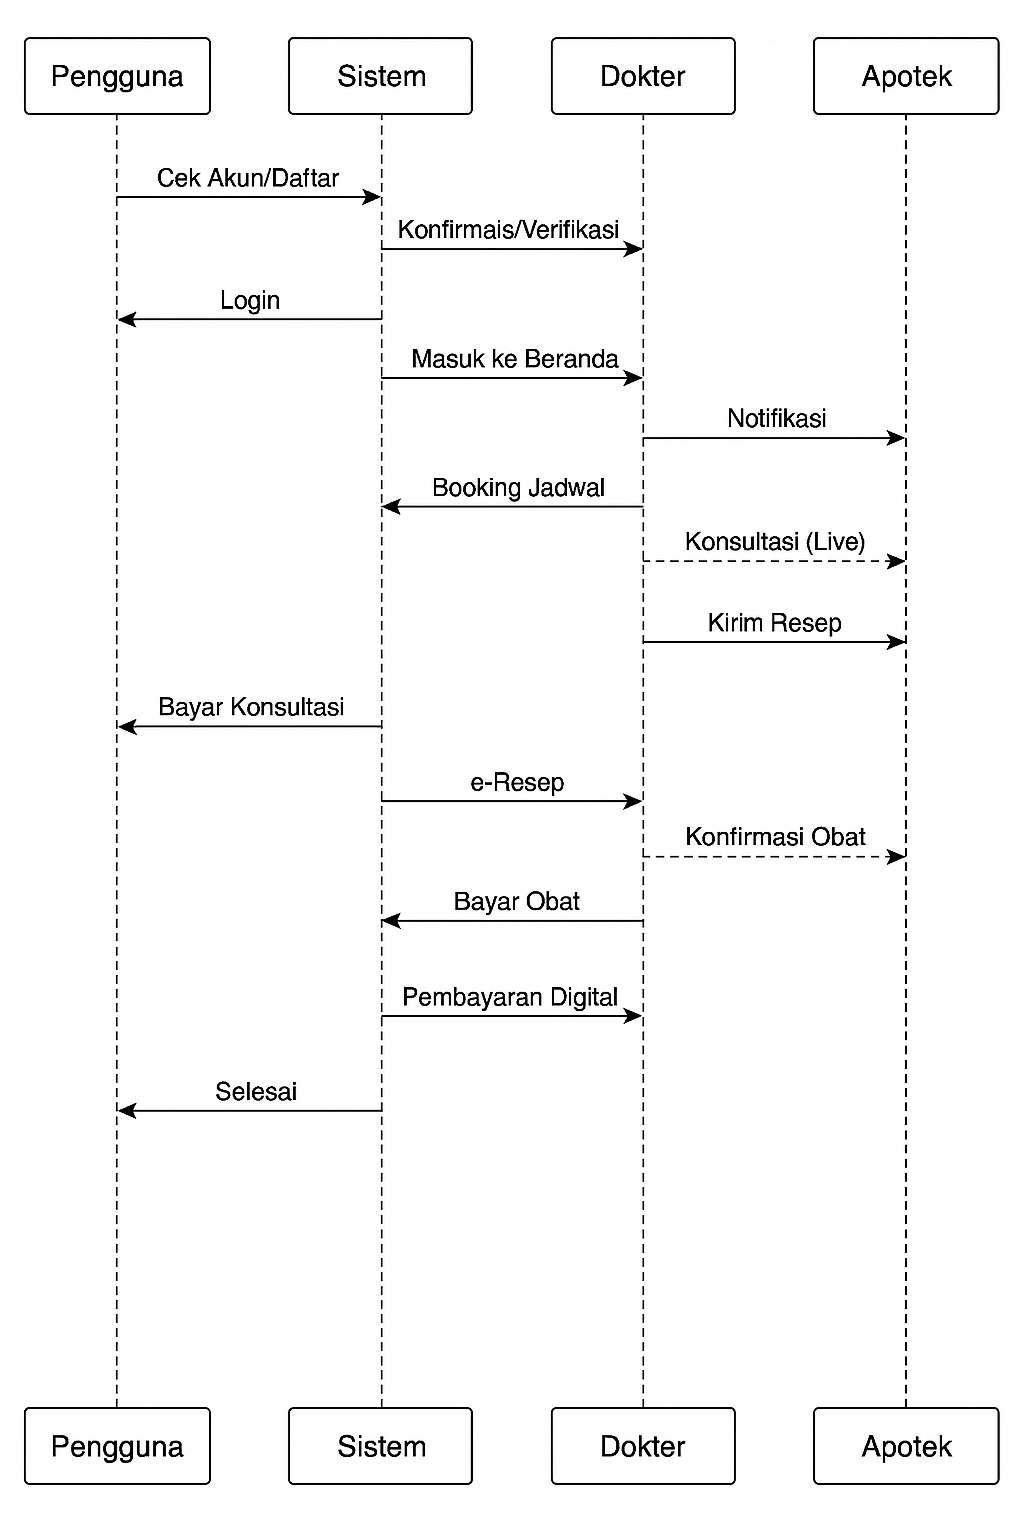 Pengguna
Sistem
Dokter
Apotek
Cek Akun/Daftar
Konfirmais/Verifikasi
Login
Masuk ke Beranda
Notifikasi
Booking Jadwal
Konsultasi (Live)
Kirim Resep
Bayar Konsultasi
e-Resep
Konfirmasi Obat
Bayar Obat
Pembayaran Digital
Selesai
Pengguna
Sistem
Dokter
Apotek